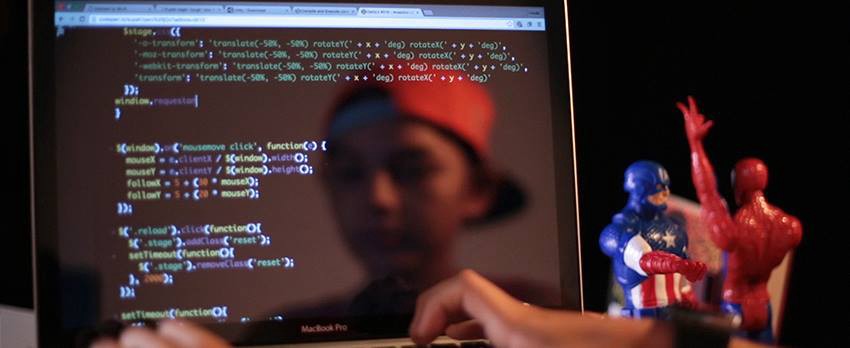 $stage.css({
'-o-transform': 'translate(-50%, -50%) rotateY(' + x + 'deg) rotateX(' + y + 'deg)',
'-moz-transform': 'translate(-50%, -50%) rotateY(' + x + 'deg) rotateX(' + y + 'deg)',
'-webkit-transform': 'translate(-50%, -50%) rotateY(' + x + 'deg) rotateX(' + y + 'deg)',
'transform': 'translate(-50%, -50%) rotateY(' + x + 'deg) rotateX(' + y + 'deg)'
});
window.requestan
}
$(window).on('mousemove click', function(e) {
mouseX = e.clientX / $(window).width();
mouseY = e.clientY / $(window).height();
followX = 5 + (30 * mouseX);
followY = 5 + (20 * mouseY);
});
$('.reload').click(function(){
$('.stage').addClass('reset');
setTimeout(function(){
$('.stage').removeClass('reset');
}, 2000);
});
setTimeout(function(){
MacBook Pro